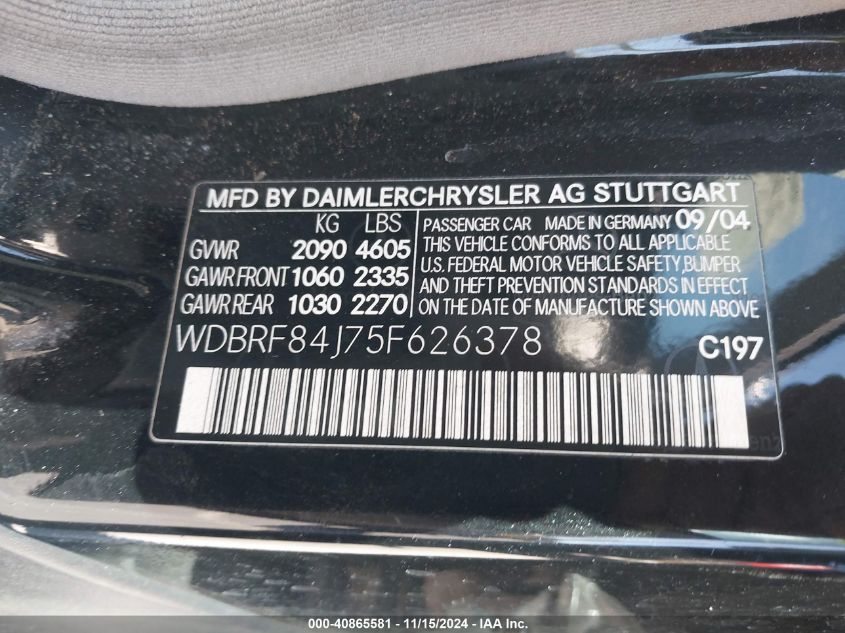 MFD BY DAIMLERCHRYSLER AG STUTTGART
KG LBS
GVWR 2090 4605
GAWR FRONT 1060 2335
GAWR REAR 1030 2270
PASSENGER CAR MADE IN GERMANY 09/04
THIS VEHICLE CONFORMS TO ALL APPLICABLE
U.S. FEDERAL MOTOR VEHICLE SAFETY,BUMPER
AND THEFT PREVENTION STANDARDS IN EFFECT
ON THE DATE OF MANUFACTURE SHOWN ABOVE
WDBRF84J75F626378 C197
000-40865581 - 11/15/2024 - IAA Inc.